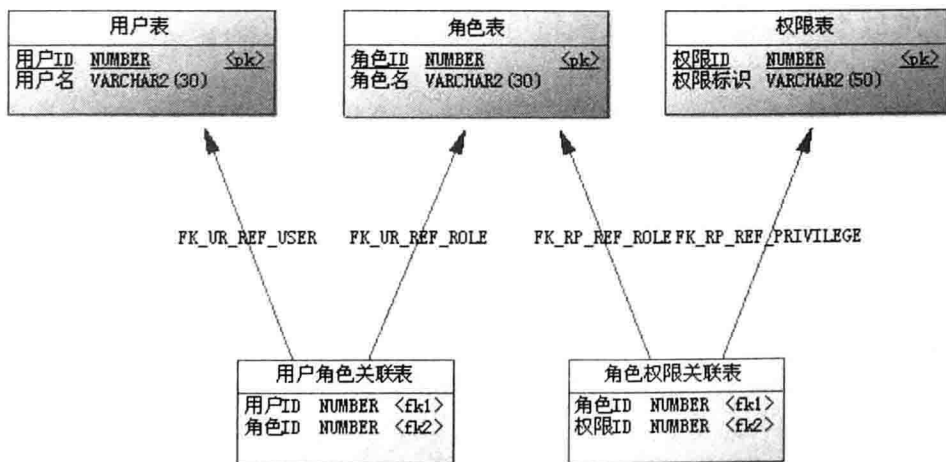 用户表
用户ID NUMBER <pk>
用户名 VARCHAR2(30)
角色表
角色ID NUMBER <pk>
角色名 VARCHAR2(30)
权限表
权限ID NUMBER <pk>
权限标识 VARCHAR2(50)
FK_UR_REF_USER
FK_UR_REF_ROLE
FK_RP_REF_ROLE
FK_RP_REF_PRIVILEGE
用户角色关联表
用户ID NUMBER <fk1>
角色ID NUMBER <fk2>
角色权限关联表
角色ID NUMBER <fk1>
权限ID NUMBER <fk2>